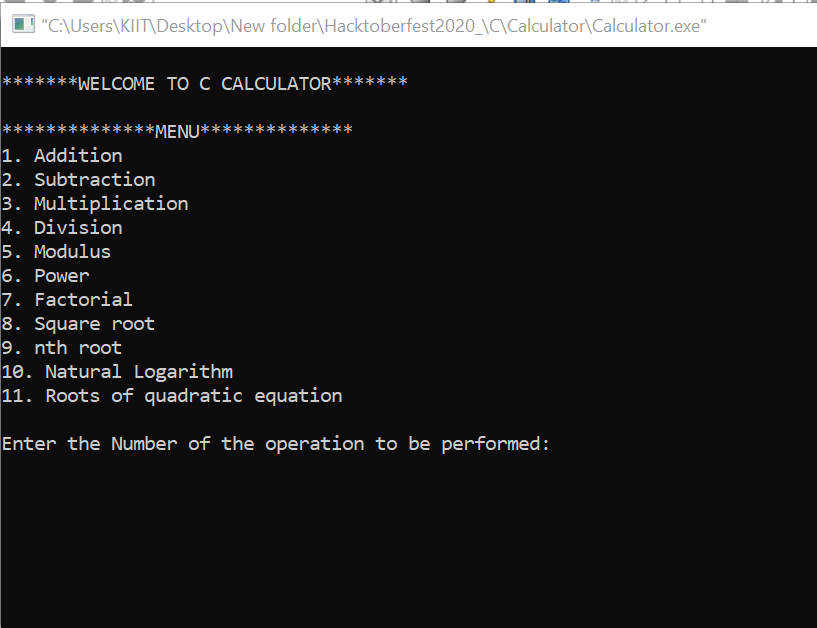 "C:\Users\KIIT\Desktop\New folder\Hacktoberfest2020_\C\Calculator\Calculator.exe"
*******WELCOME TO C CALCULATOR*******
**************MENU**************
1. Addition
2. Subtraction
3. Multiplication
4. Division
5. Modulus
6. Power
7. Factorial
8. Square root
9. nth root
10. Natural Logarithm
11. Roots of quadratic equation
Enter the Number of the operation to be performed: